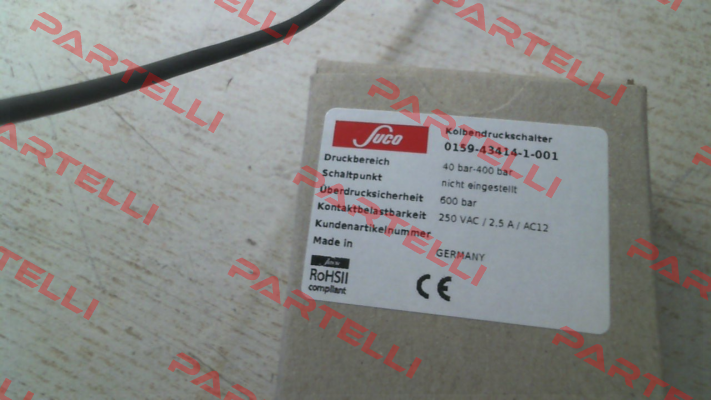 Suco
Kolbendruckschalter
0159-43414-1-001
Druckbereich 40 bar-400 bar
Schaltpunkt nicht eingestellt
Überdrucksicherheit 600 bar
Kontaktbelastbarkeit 250 VAC / 2,5 A / AC12
Kundenartikelnummer
Made in GERMANY
Suco
RoHSII
compliant
CE
PARTELLI
PARTELLI
PARTELLI
PARTELLI
PARTELLI
PARTELLI
PARTELLI
PARTELLI
PARTELLI
PARTELLI
PARTELLI